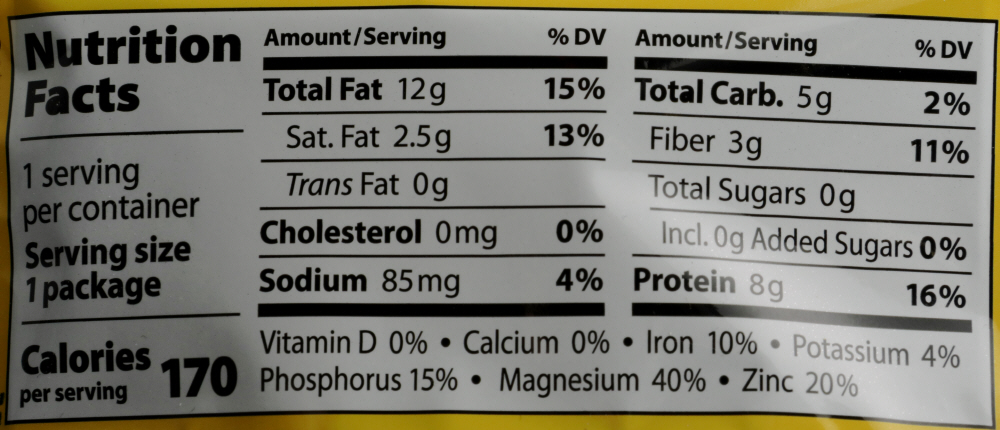 Nutrition
Facts
1 serving
per container
Serving size
1 package
Calories 170
per serving
Amount/Serving % DV
Total Fat 12g 15%
Sat. Fat 2.5g 13%
Trans Fat 0g
Cholesterol 0mg 0%
Sodium 85mg 4%
Amount/Serving % DV
Total Carb. 5g 2%
Fiber 3g 11%
Total Sugars 0g
Incl. 0g Added Sugars 0%
Protein 8g 16%
Vitamin D 0% • Calcium 0% • Iron 10% • Potassium 4%
Phosphorus 15% • Magnesium 40% • Zinc 20%